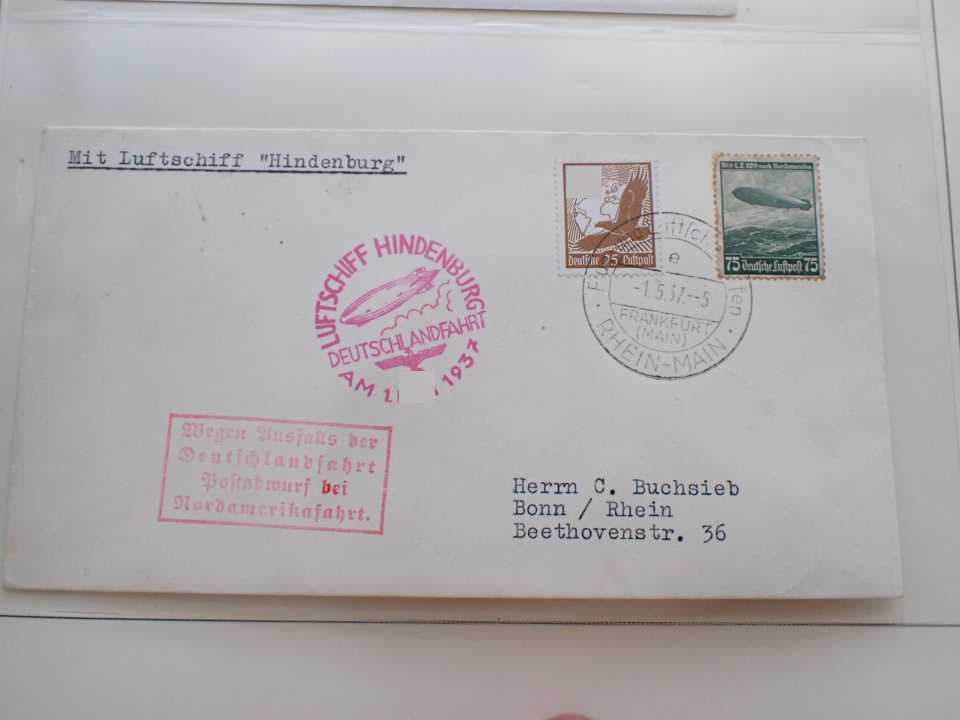 Mit Luftschiff "Hindenburg"
LUFTSCHIFF HINDENBURG
DEUTSCHLANDFAHRT
AM 1. 1937
Deutsche 25 Luftpost
75 Deutsche Luftpost 75
e
-1.5.37.--5
FRANKFURT
(MAIN)
RHEIN-MAIN
Wegen Ausfalls der
Deutschlandfahrt
Postabwurf bei
Nordamerikafahrt.
Herrn C. Buchsieb
Bonn / Rhein
Beethovenstr. 36